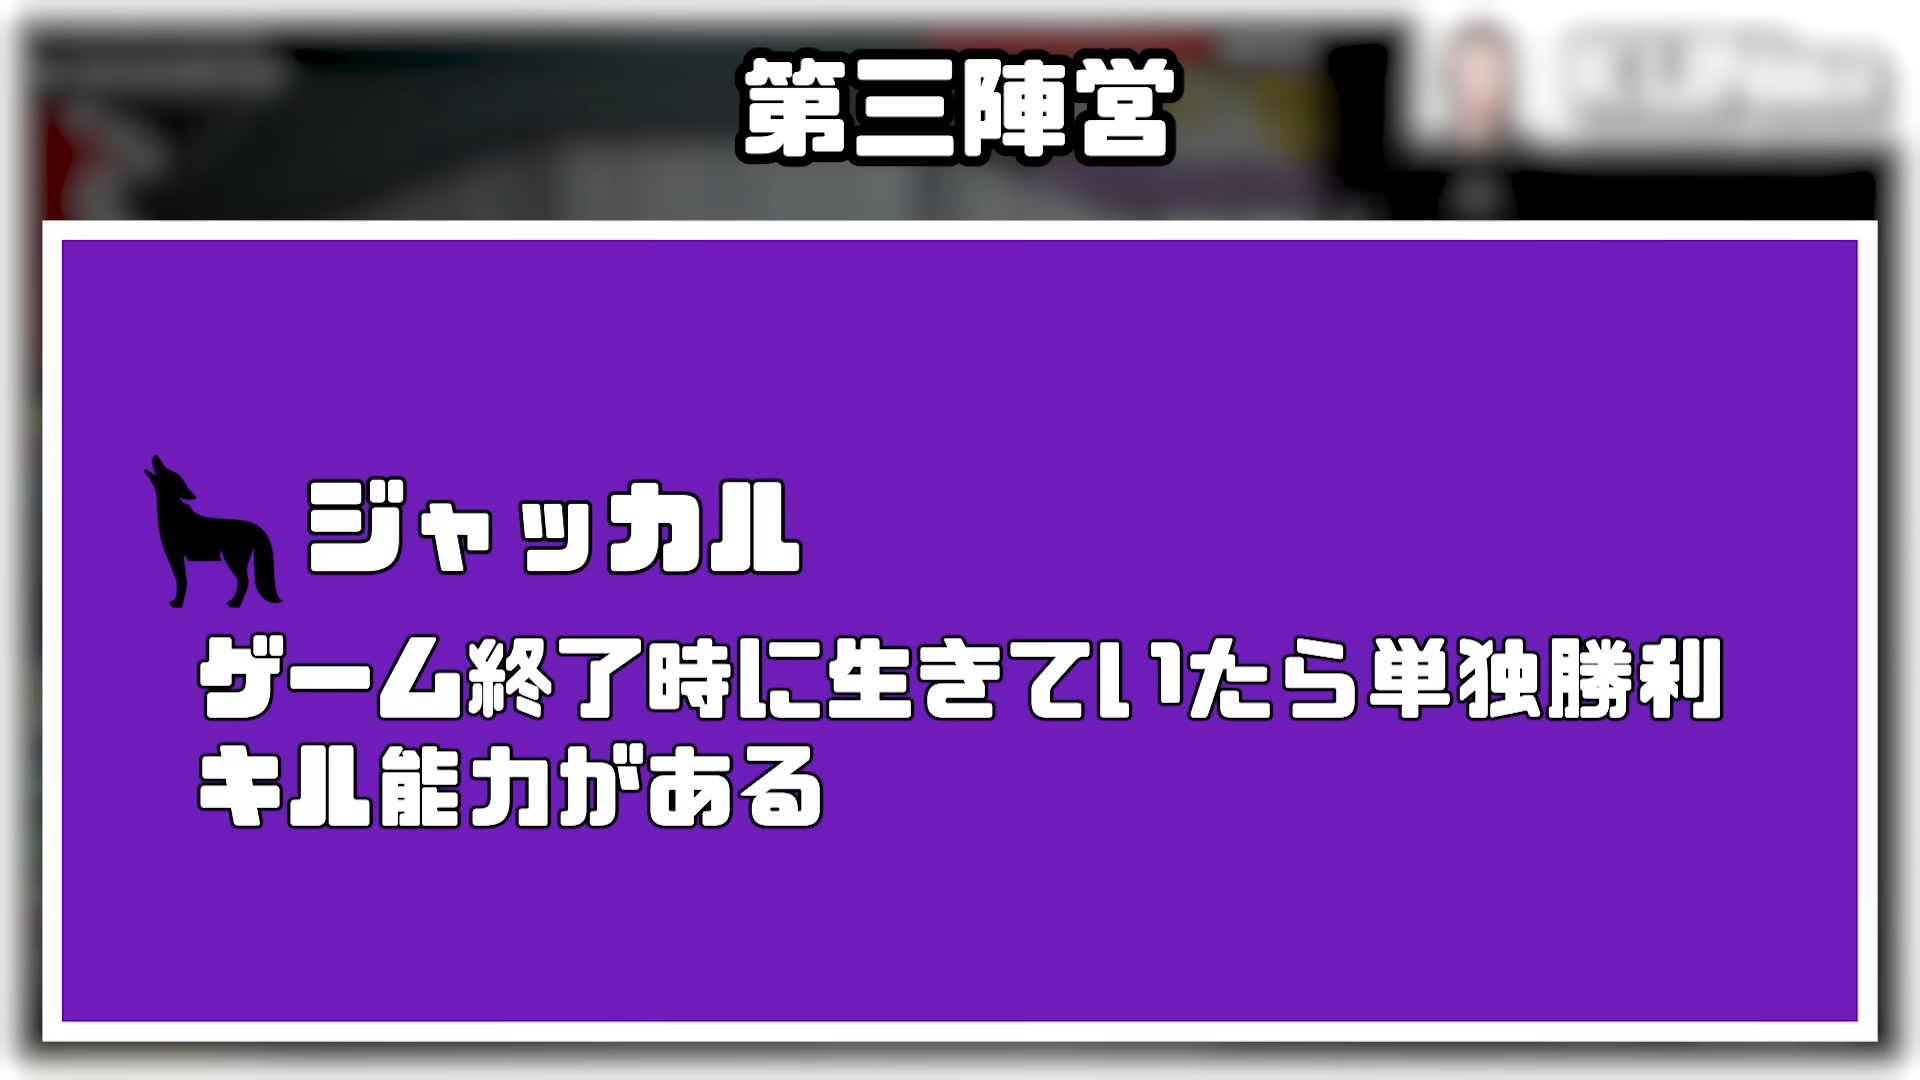 第三陣営
ジャッカル
ゲーム終了時に生きていたら単独勝利
キル能力がある